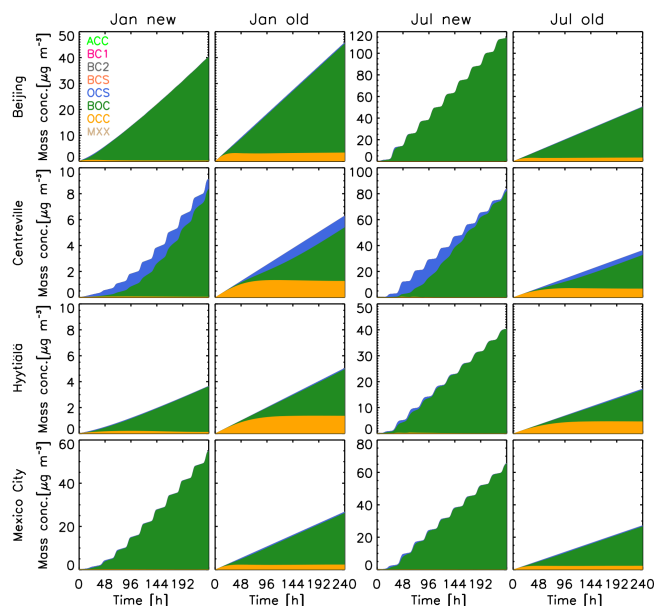 Jan new Jan old Jul new Jul old
Beijing
Mass conc.[μg m⁻³]
50
40
30
20
10
0
ACC
BC1
BC2
BCS
OCS
BOC
OCC
MXX
120
100
80
60
40
20
0
Centreville
Mass conc.[μg m⁻³]
10
8
6
4
2
0
100
80
60
40
20
0
Hyytiälä
Mass conc.[μg m⁻³]
10
8
6
4
2
0
50
40
30
20
10
0
Mexico City
Mass conc.[μg m⁻³]
60
40
20
0
80
60
40
20
0
0 48 96 144 192 0 48 96 144 192 240 0 48 96 144 192 0 48 96 144 192 240
Time [h] Time [h] Time [h] Time [h]